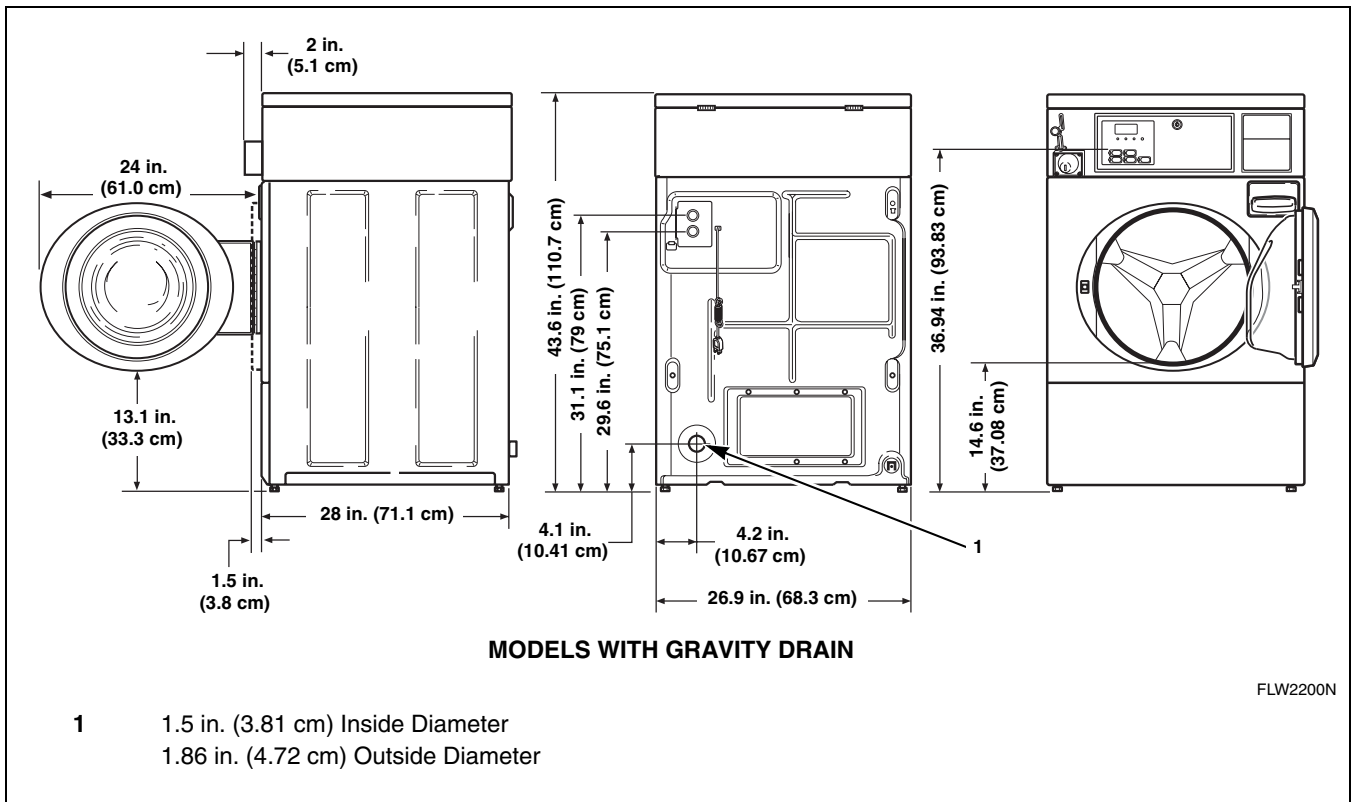 2 in.
(5.1 cm)
24 in.
(61.0 cm)
13.1 in.
(33.3 cm)
28 in. (71.1 cm)
1.5 in.
(3.8 cm)
43.6 in. (110.7 cm)
31.1 in. (79 cm)
29.6 in. (75.1 cm)
4.1 in.
(10.41 cm)
4.2 in.
(10.67 cm)
26.9 in. (68.3 cm)
1
36.94 in. (93.83 cm)
14.6 in.
(37.08 cm)
MODELS WITH GRAVITY DRAIN
FLW2200N
1 1.5 in. (3.81 cm) Inside Diameter
1.86 in. (4.72 cm) Outside Diameter